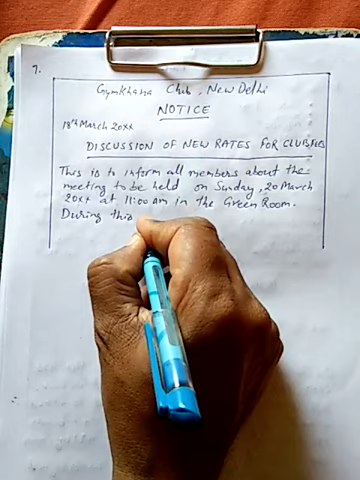 7.
Gymkhana Club, New Delhi
NOTICE
18th March 20xx
DISCUSSION OF NEW RATES FOR CLUB
This is to inform all members about the
meeting to be held on Sunday, 20 March
20xx at 11:00 am in the Green Room.
During this